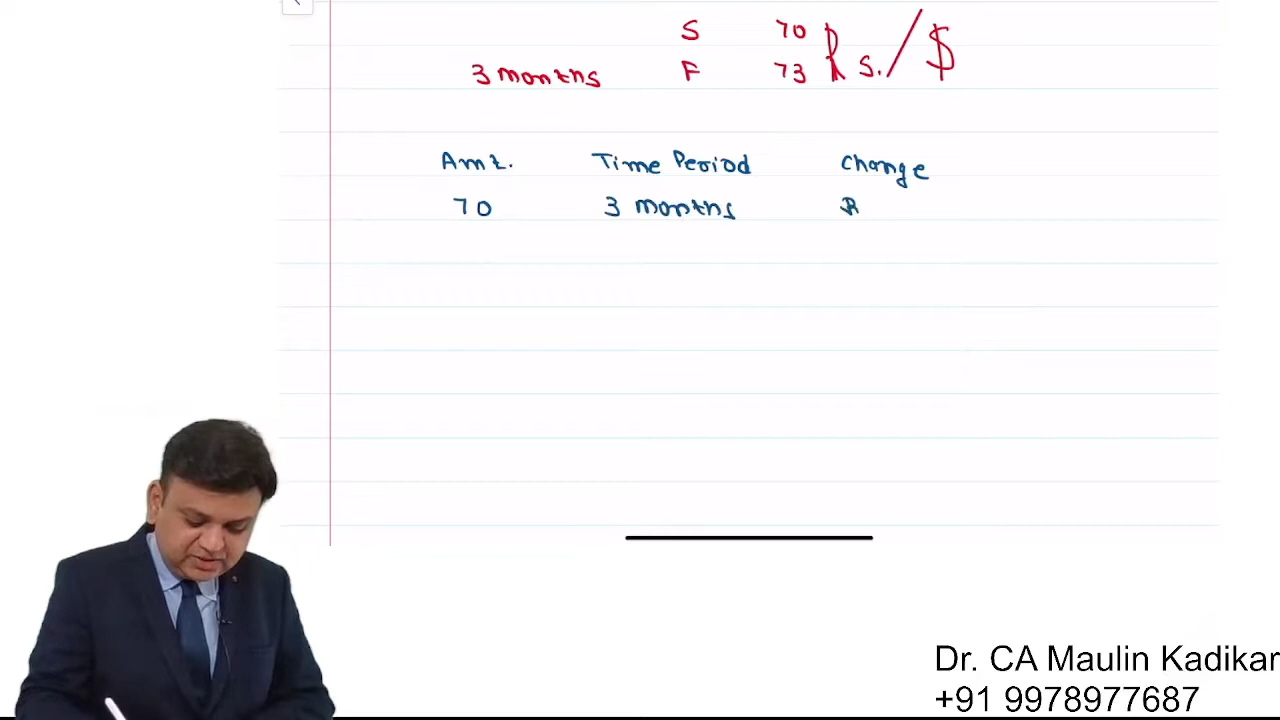 S 70
3 months F 73 Rs./$
Amt. Time Period Change
70 3 months R
Dr. CA Maulin Kadikar
+91 9978977687